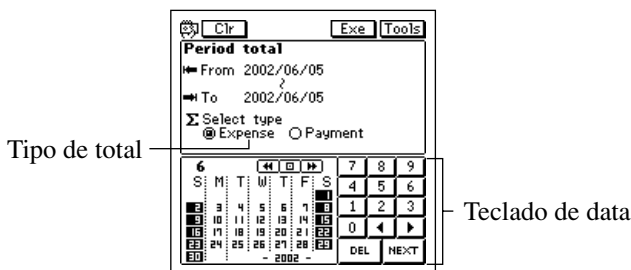 Clr Exe Tools
Period total
From 2002/06/05
~
To 2002/06/05
Σ Select type
Expense Payment
Tipo de total
Teclado de data
6
S M T W T F S
1
2 3 4 5 6 7 8
9 10 11 12 13 14 15
16 17 18 19 20 21 22
23 24 25 26 27 28 29
30 - 2002 -
7 8 9
4 5 6
1 2 3
0
DEL NEXT